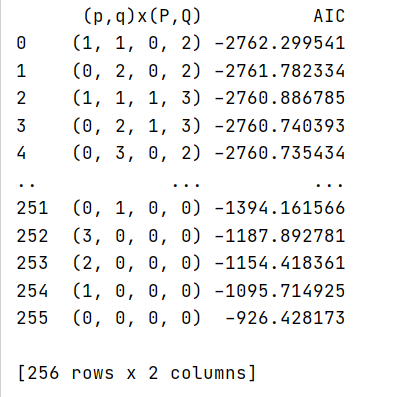 (p,q)x(P,Q) AIC
0 (1, 1, 0, 2) -2762.299541
1 (0, 2, 0, 2) -2761.782334
2 (1, 1, 1, 3) -2760.886785
3 (0, 2, 1, 3) -2760.740393
4 (0, 3, 0, 2) -2760.735434
.. ... ...
251 (0, 1, 0, 0) -1394.161566
252 (3, 0, 0, 0) -1187.892781
253 (2, 0, 0, 0) -1154.418361
254 (1, 0, 0, 0) -1095.714925
255 (0, 0, 0, 0) -926.428173
[256 rows x 2 columns]